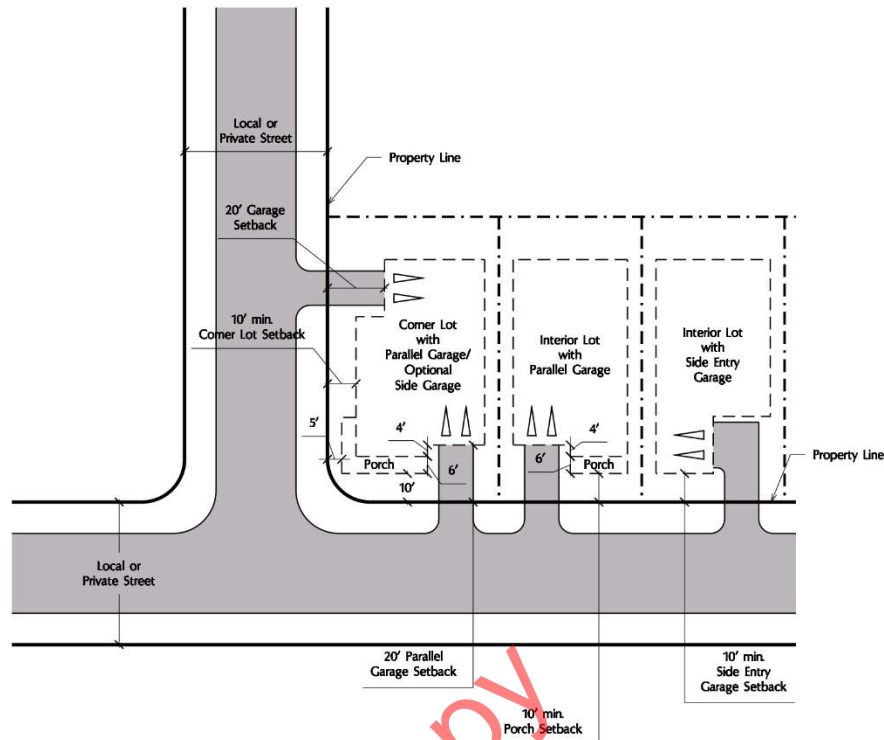 Local or
Private Street
Property Line
20' Garage
Setback
10' min.
Corner Lot Setback
Corner Lot
with
Parallel Garage/
Optional
Side Garage
Interior Lot
with
Parallel Garage
Interior Lot
with
Side Entry
Garage
5'
4'
4'
Porch
6'
6'
Porch
10'
Property Line
Local or
Private Street
20' Parallel
Garage Setback
10' min.
Side Entry
Garage Setback
10' min.
Porch Setback